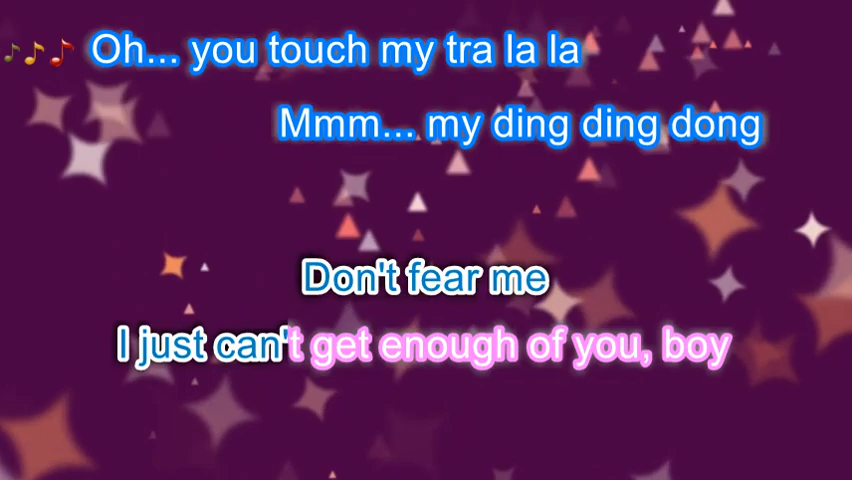 Oh... you touch my tra la la
Mmm... my ding ding dong
Don't fear me
I just can't get enough of you, boy